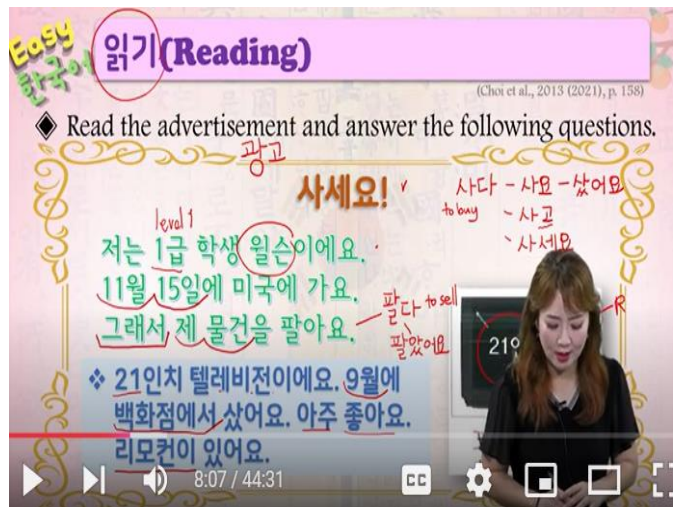 Easy
한국어
읽기(Reading)
(Choi et al., 2013 (2021), p. 158)
◈ Read the advertisement and answer the following questions.
광고
사세요!
사다 - 사요 - 샀어요
to buy
- 사고
- 사세요
level 1
저는 1급 학생 윌슨이에요.
11월 15일에 미국에 가요.
그래서 제 물건을 팔아요.
팔다 to sell
팔았어요
R
❖ 21인치 텔레비전이에요. 9월에
백화점에서 샀어요. 아주 좋아요.
리모컨이 있어요.
8:07 / 44:31
CC